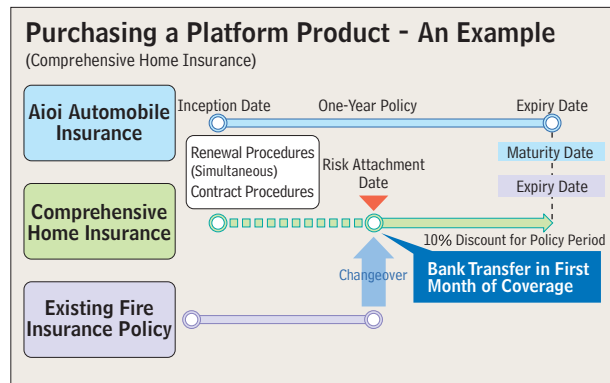 Purchasing a Platform Product - An Example
(Comprehensive Home Insurance)
Aioi Automobile
Insurance
Inception Date
One-Year Policy
Expiry Date
Renewal Procedures
(Simultaneous)
Contract Procedures
Risk Attachment
Date
Maturity Date
Expiry Date
Comprehensive
Home Insurance
10% Discount for Policy Period
Bank Transfer in First
Month of Coverage
Changeover
Existing Fire
Insurance Policy